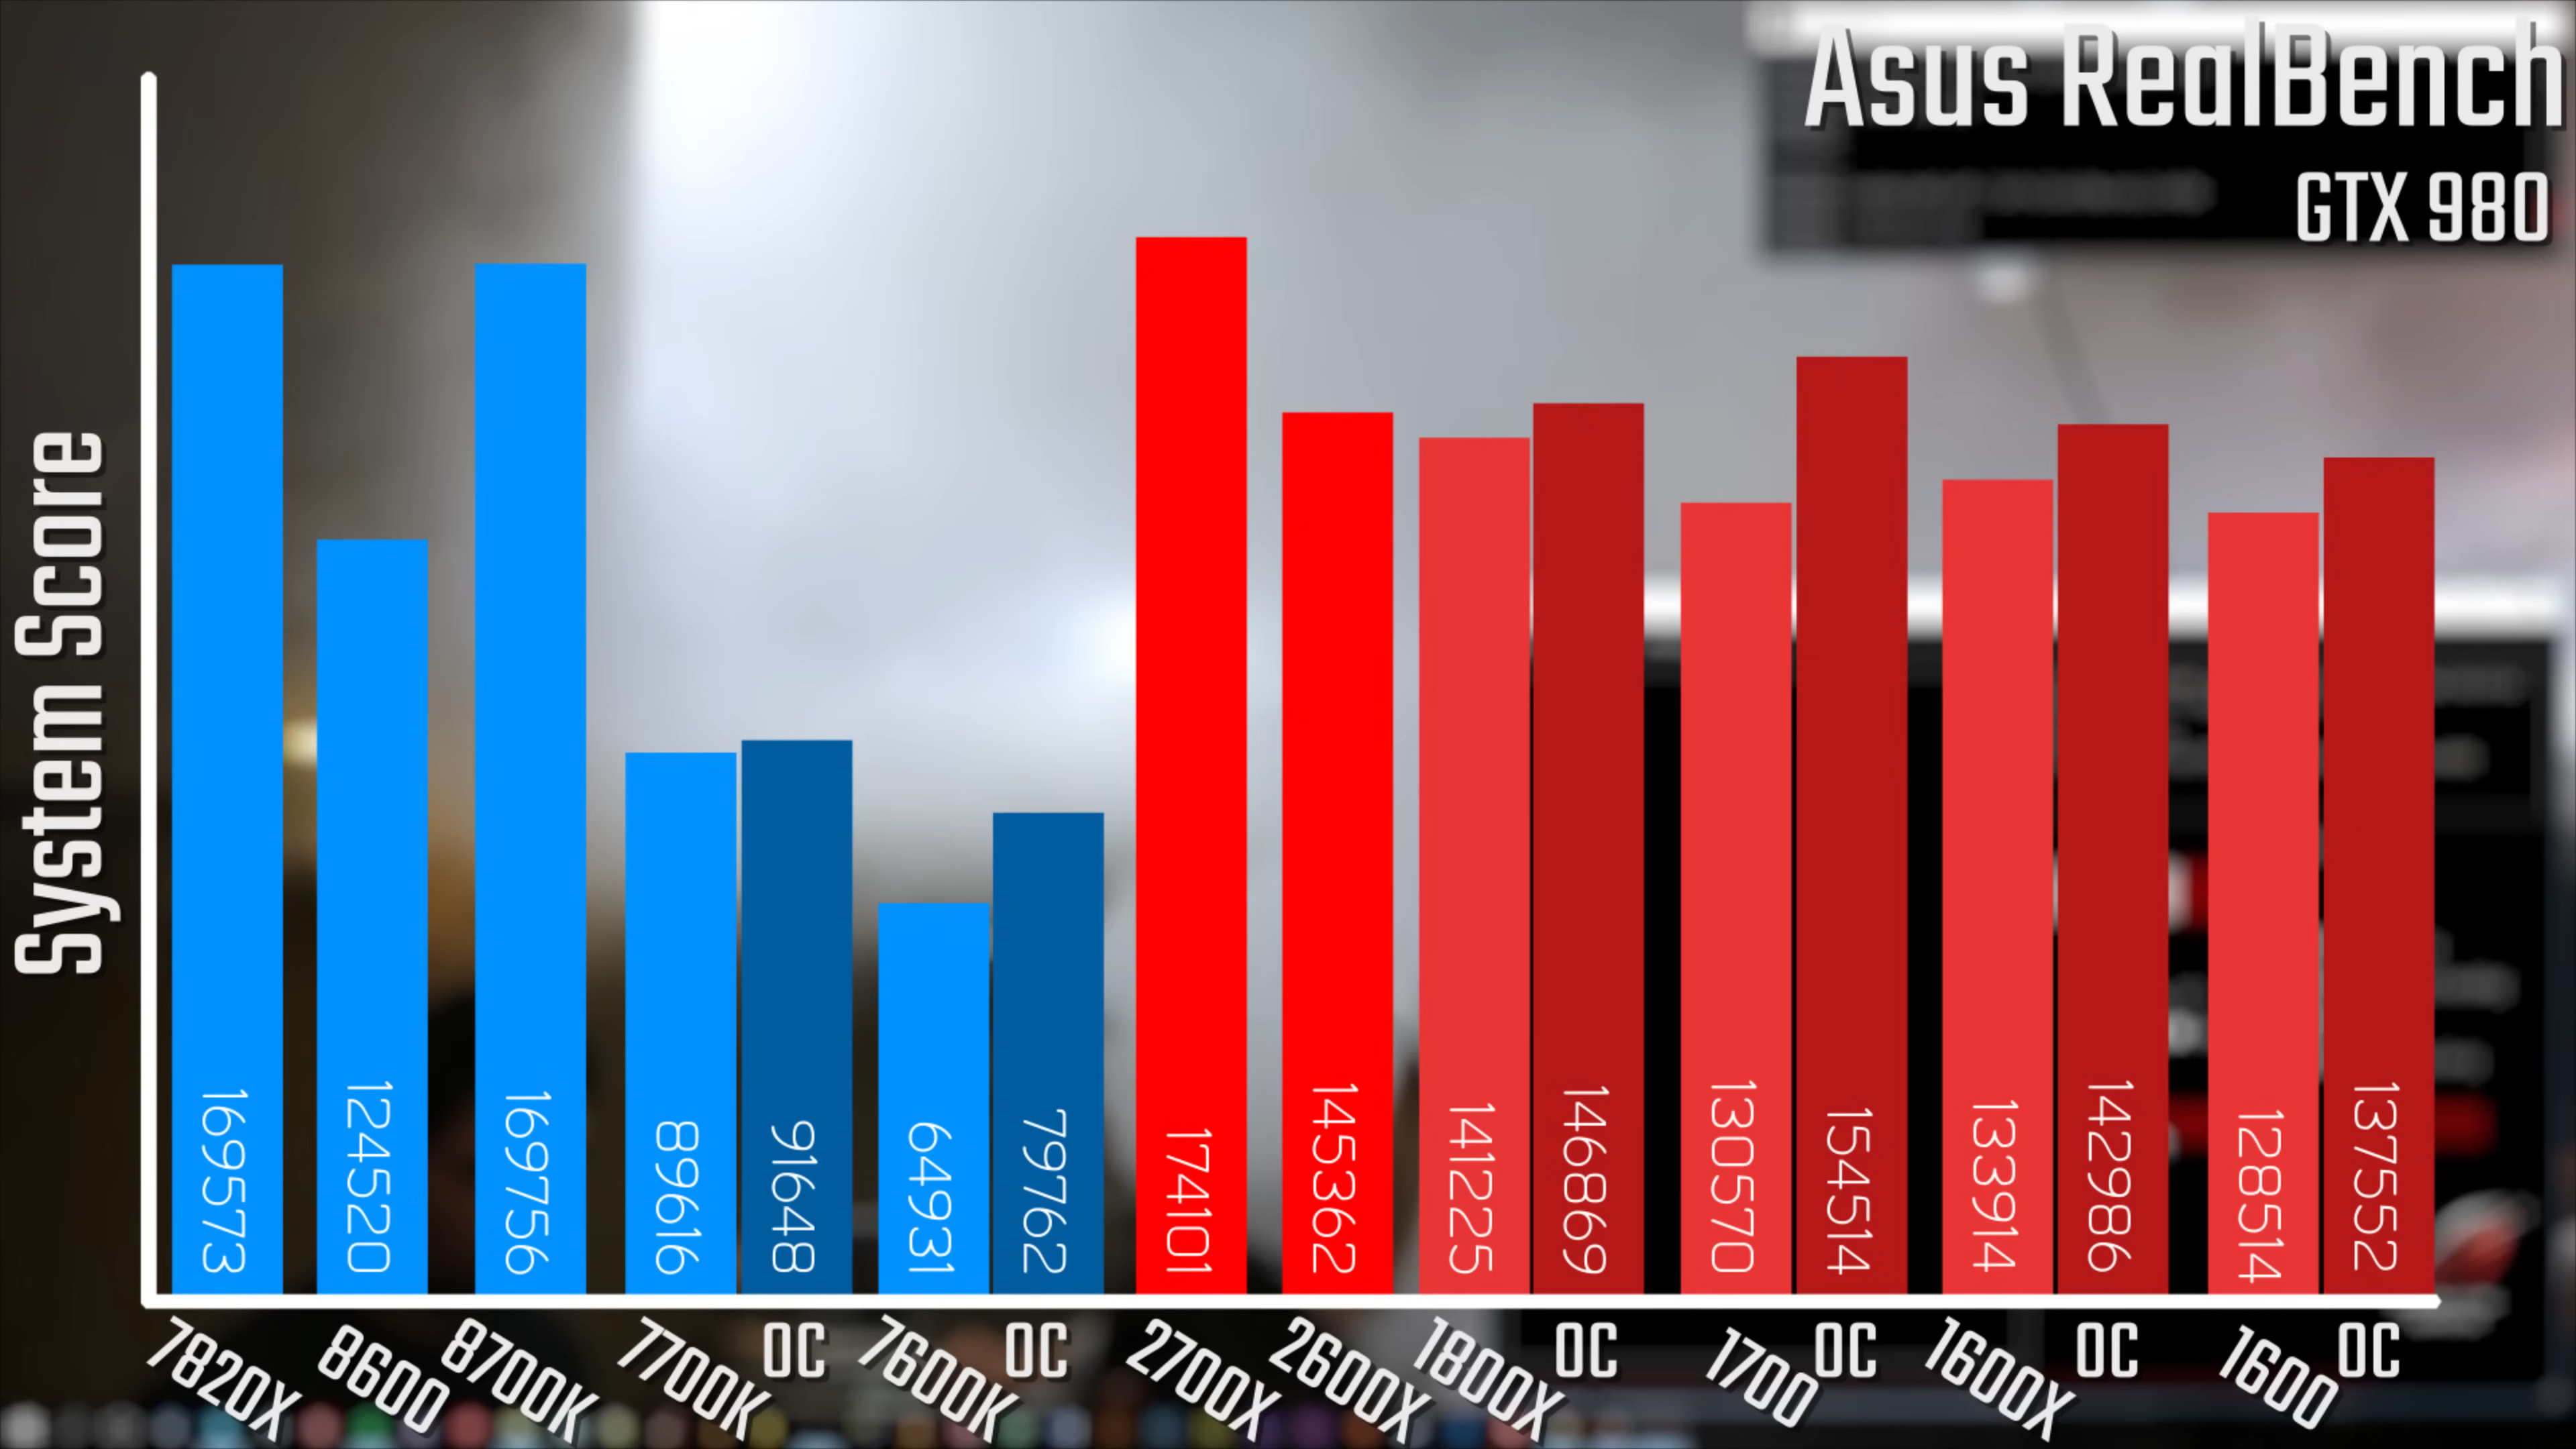 Asus RealBench
GTX 980
System Score
169573
124520
169756
89616
91648
64931
79762
174101
145362
141225
146869
130570
154514
133914
142986
128514
137552
7820X
8600
8700K
7700K
OC
7600K
OC
2700X
2600X
1800X
OC
1700
OC
1600X
OC
1600
OC